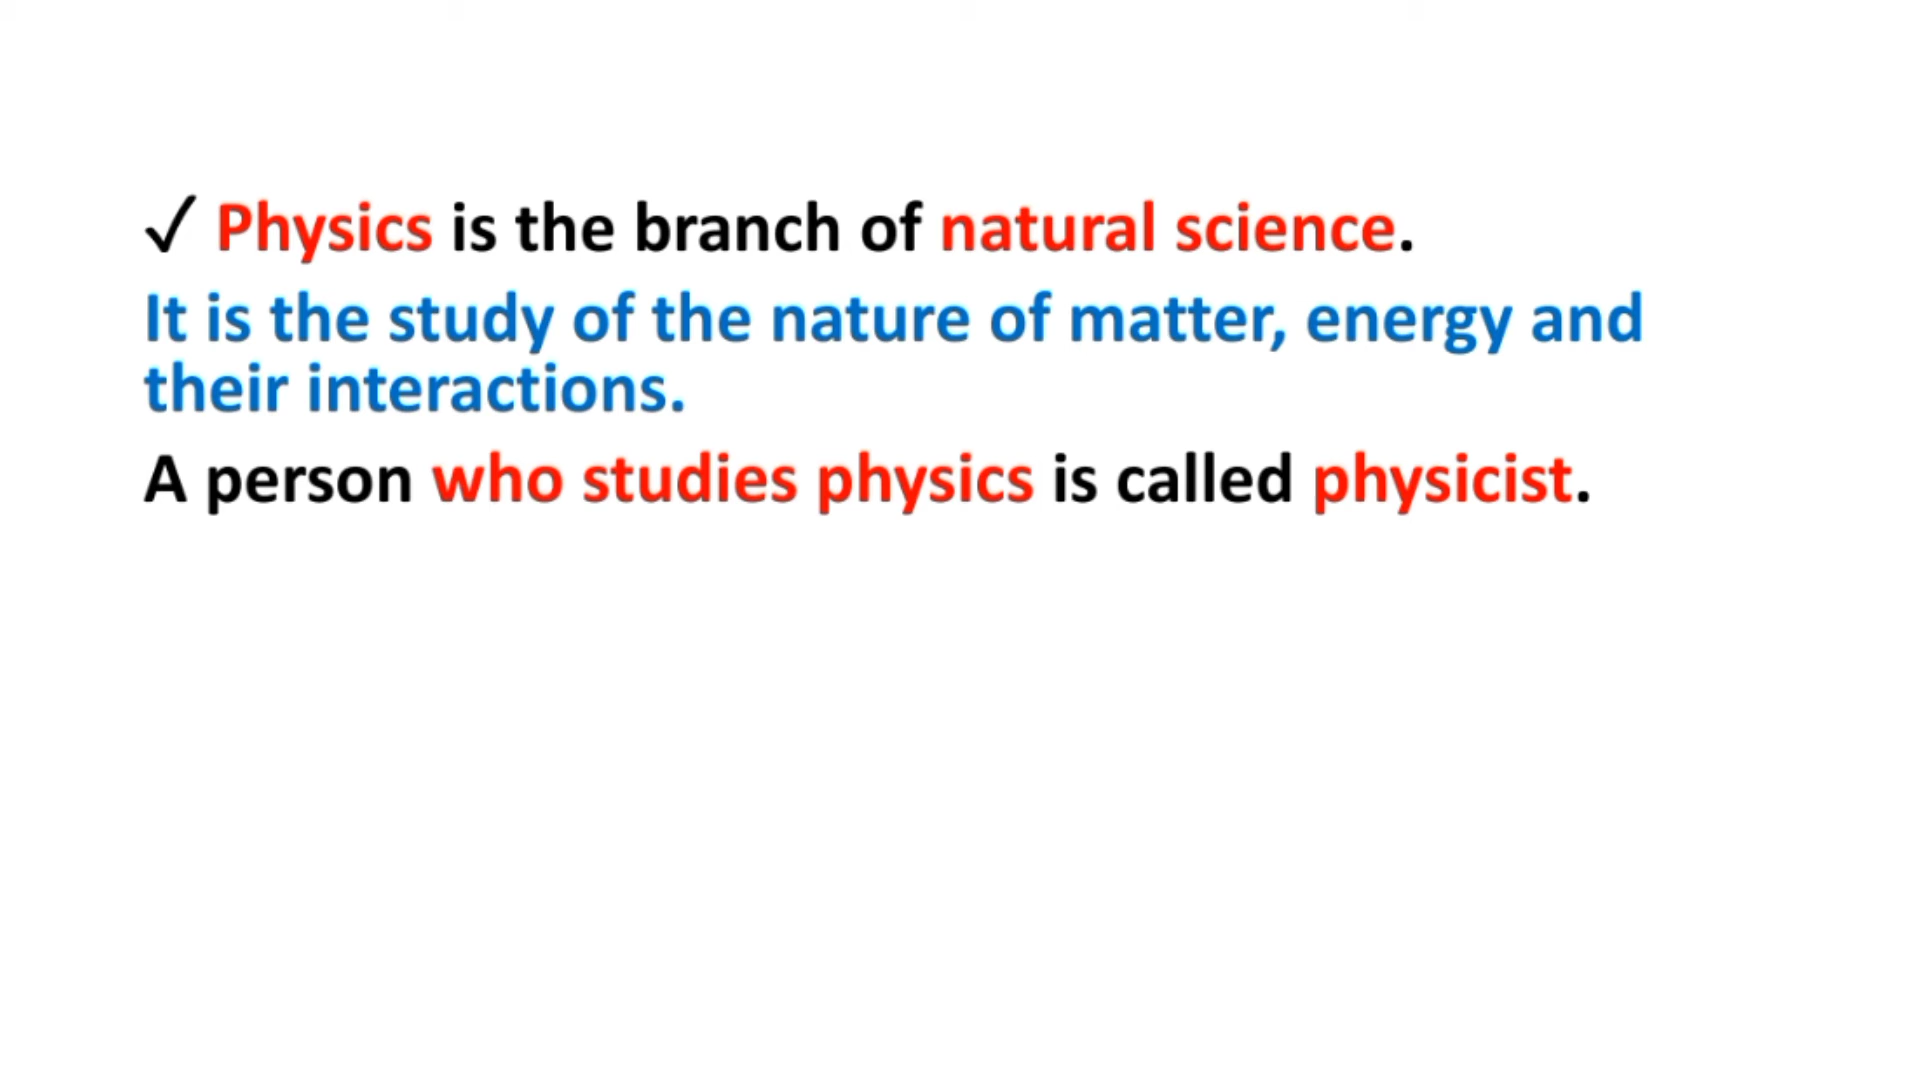 ✓ Physics is the branch of natural science.
It is the study of the nature of matter, energy and
their interactions.
A person who studies physics is called physicist.